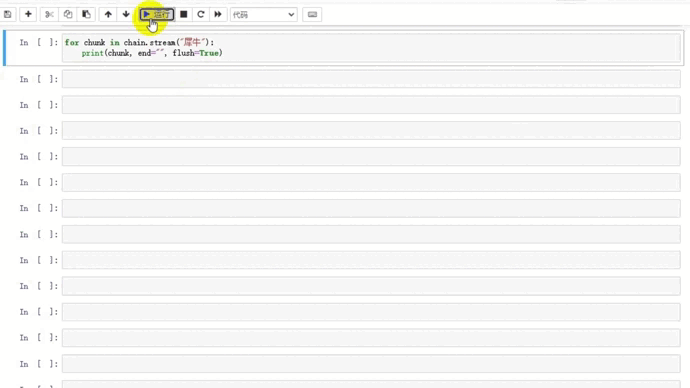 运行
代码
In [ ]: for chunk in chain.stream("犀牛"):
print(chunk, end="", flush=True)
In [ ]:
In [ ]:
In [ ]:
In [ ]:
In [ ]:
In [ ]:
In [ ]:
In [ ]:
In [ ]:
In [ ]:
In [ ]:
In [ ]: